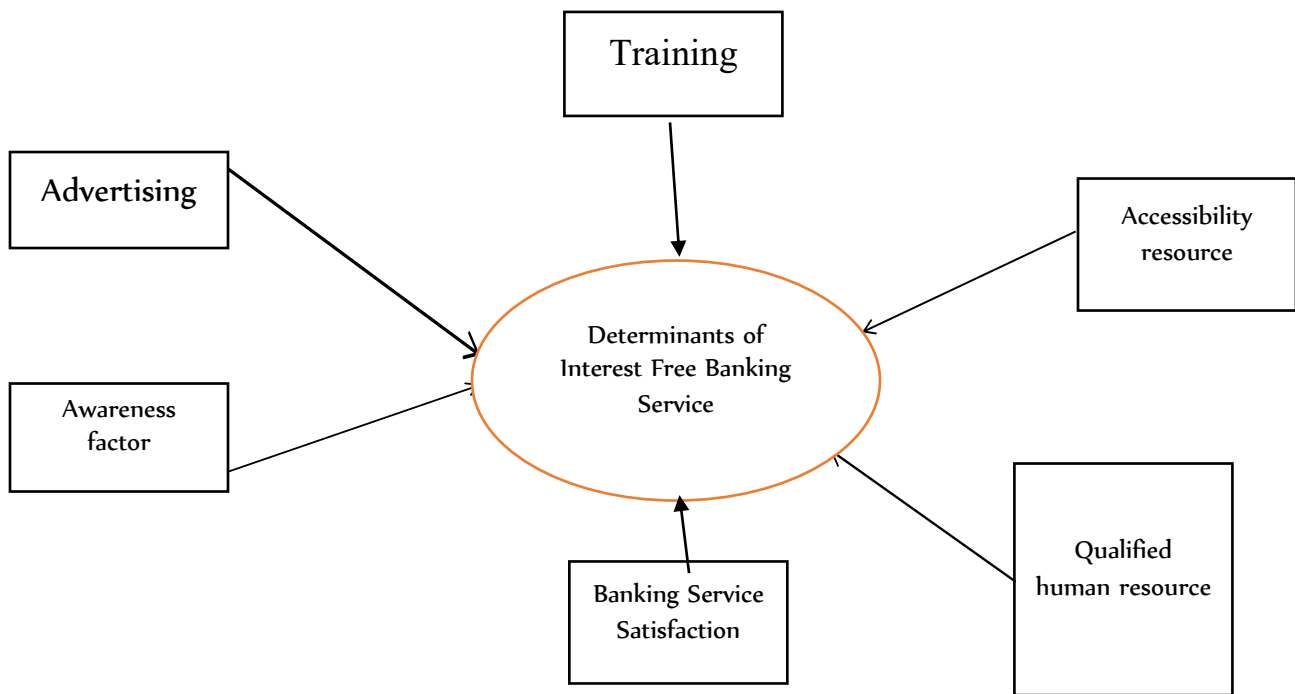 Training
Advertising
Accessibility
resource
Determinants of
Interest Free Banking
Service
Awareness
factor
Qualified
human resource
Banking Service
Satisfaction